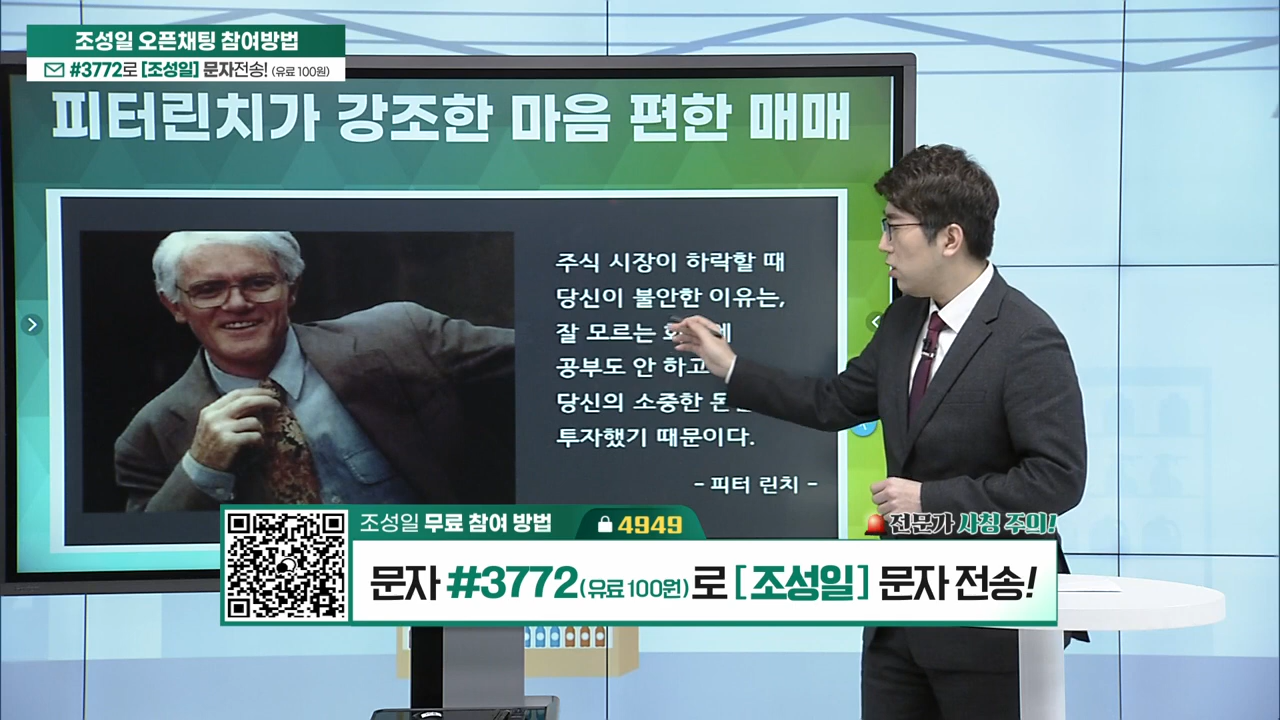 조성일 오픈채팅 참여방법
#3772로 [조성일] 문자전송! (유료 100원)
피터린치가 강조한 마음 편한 매매
주식 시장이 하락할 때
당신이 불안한 이유는,
잘 모르는
공부도 안 하고
당신의 소중한
투자했기 때문이다.
- 피터 린치 -
조성일 무료 참여 방법
4949
전문가 사칭 주의!
문자 #3772(유료 100원)로 [조성일] 문자 전송!